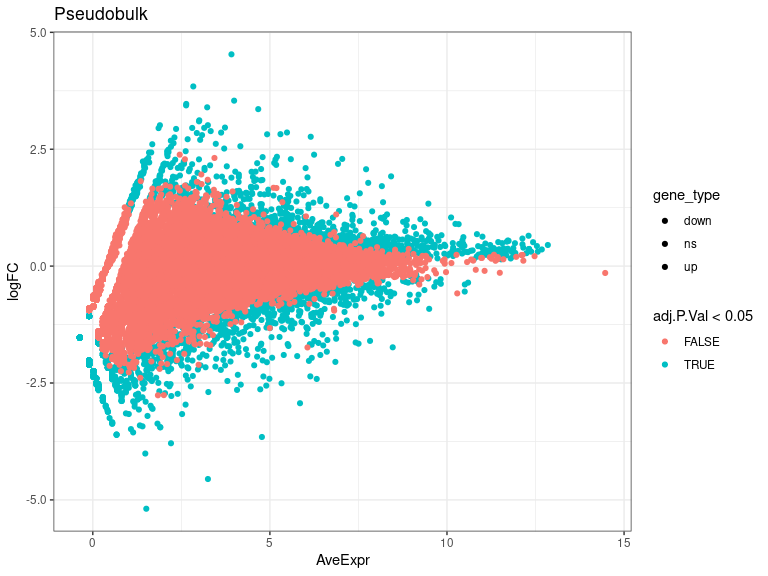 Pseudobulk
5.0
2.5
0.0
-2.5
-5.0
logFC
0
5
10
15
AveExpr
gene_type
down
ns
up
adj.P.Val < 0.05
FALSE
TRUE